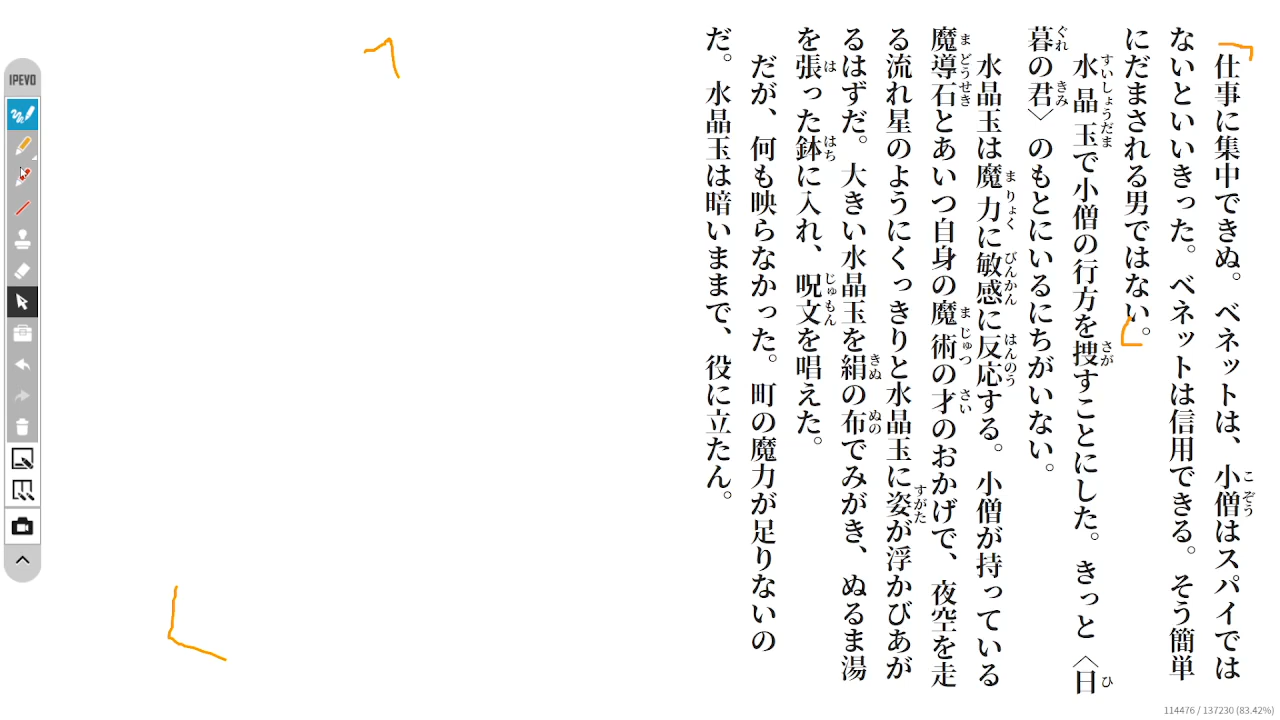 仕事に集中できぬ。ベネットは、小僧はスパイでは
ないといいきった。ベネットは信用できる。そう簡単
にだまされる男ではない。
水晶玉で小僧の行方を捜すことにした。きっと〈日
暮の君〉のもとにいるにちがいない。
水晶玉は魔力に敏感に反応する。小僧が持っている
魔導石とあいつ自身の魔術の才のおかげで、夜空を走
る流れ星のようにくっきりと水晶玉に姿が浮かびあが
るはずだ。大きい水晶玉を絹の布でみがき、ぬるま湯
を張った鉢に入れ、呪文を唱えた。
だが、何も映らなかった。町の魔力が足りないの
だ。水晶玉は暗いままで、役に立たん。
IPEVO
114476 / 137230 (83.42%)